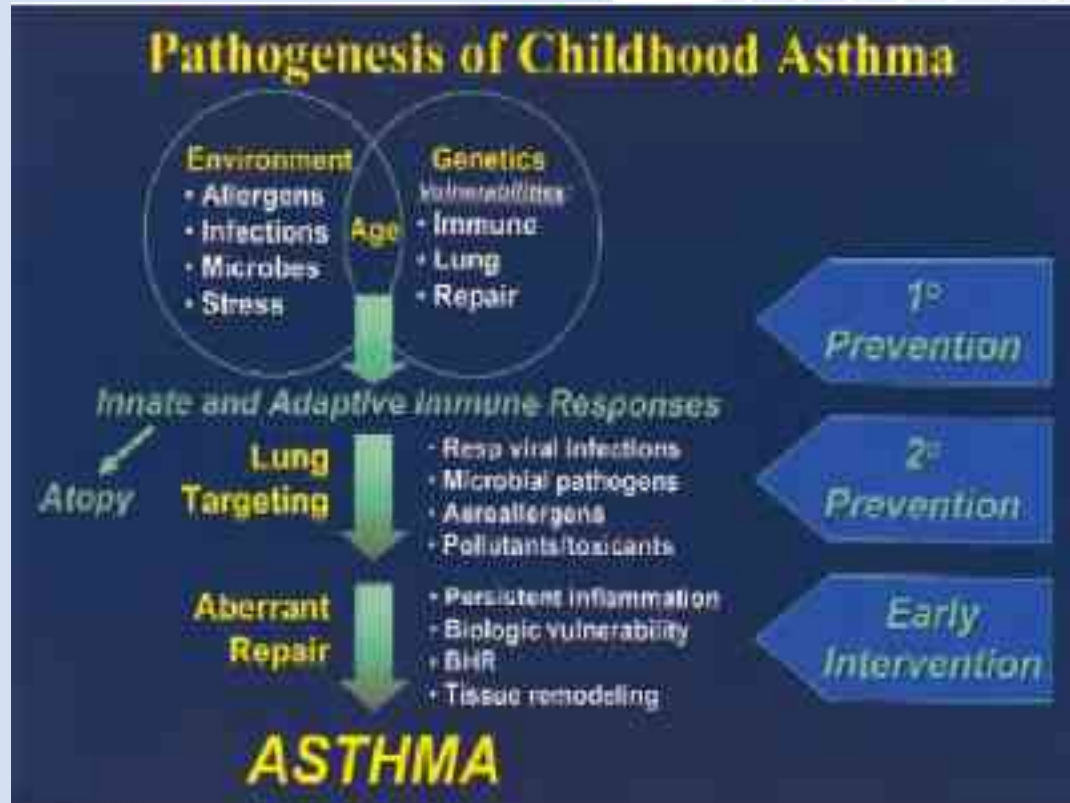 Pathogenesis of Childhood Asthma
Environment
• Allergens
• Infections
• Microbes
• Stress
Age
Genetics
Vulnerabilities
• Immune
• Lung
• Repair
1°
Prevention
Innate and Adaptive Immune Responses
Atopy
Lung
Targeting
• Resp viral infections
• Microbial pathogens
• Aeroallergens
• Pollutants/toxicants
2°
Prevention
Aberrant
Repair
• Persistent inflammation
• Biologic vulnerability
• BHR
• Tissue remodeling
Early
Intervention
ASTHMA